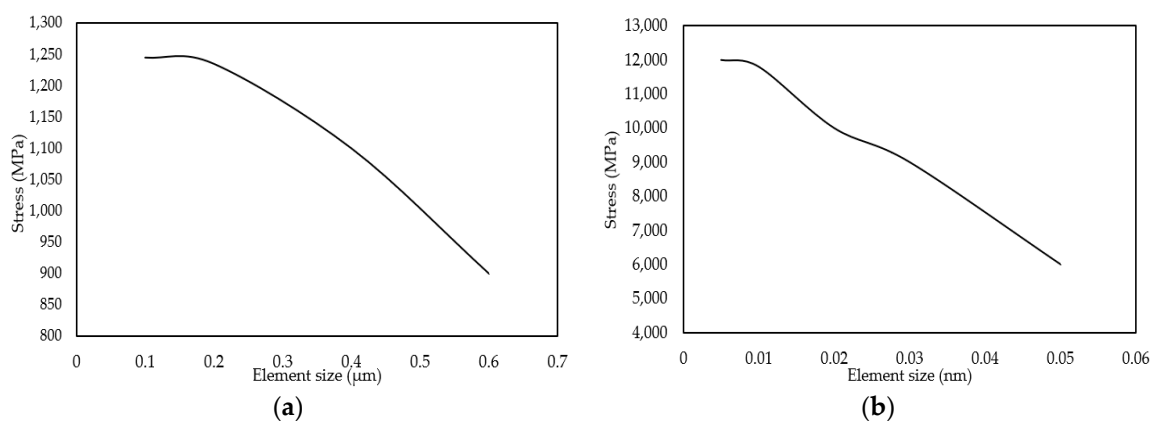 Stress (MPa)
1,300
1,250
1,200
1,150
1,100
1,050
1,000
950
900
850
800
0 0.1 0.2 0.3 0.4 0.5 0.6 0.7
Element size (μm)
(a)
Stress (MPa)
13,000
12,000
11,000
10,000
9,000
8,000
7,000
6,000
5,000
4,000
0 0.01 0.02 0.03 0.04 0.05 0.06
Element size (nm)
(b)